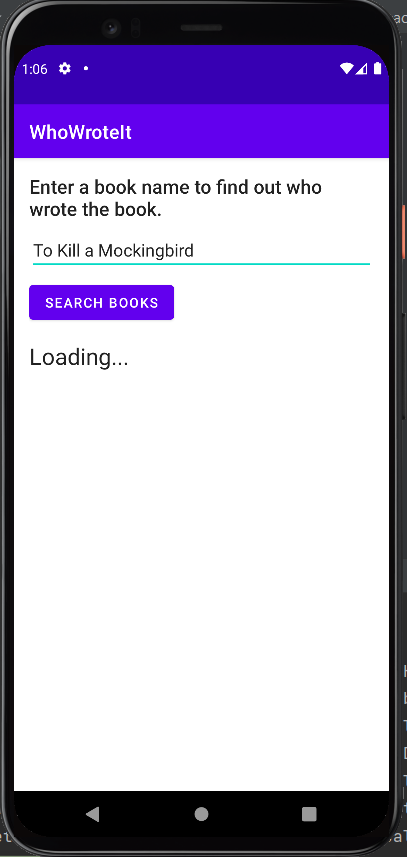 1:06
WhoWroteIt
Enter a book name to find out who
wrote the book.
To Kill a Mockingbird
SEARCH BOOKS
Loading...